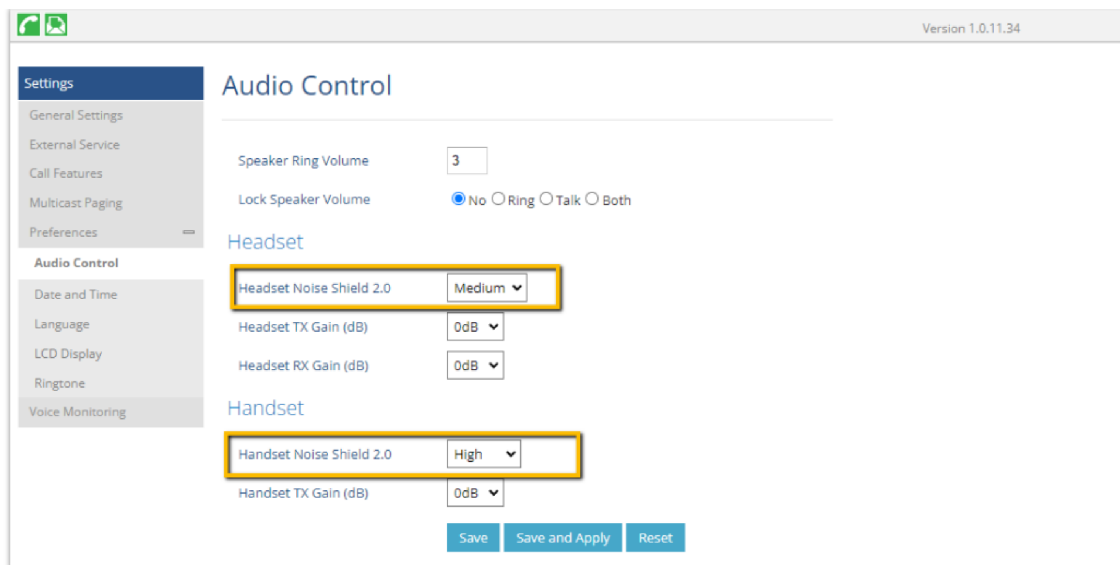 Version 1.0.11.34
Settings
General Settings
External Service
Call Features
Multicast Paging
Preferences
Audio Control
Date and Time
Language
LCD Display
Ringtone
Voice Monitoring
Audio Control
Speaker Ring Volume 3
Lock Speaker Volume No Ring Talk Both
Headset
Headset Noise Shield 2.0 Medium
Headset TX Gain (dB) 0dB
Headset RX Gain (dB) 0dB
Handset
Handset Noise Shield 2.0 High
Handset TX Gain (dB) 0dB
Save Save and Apply Reset